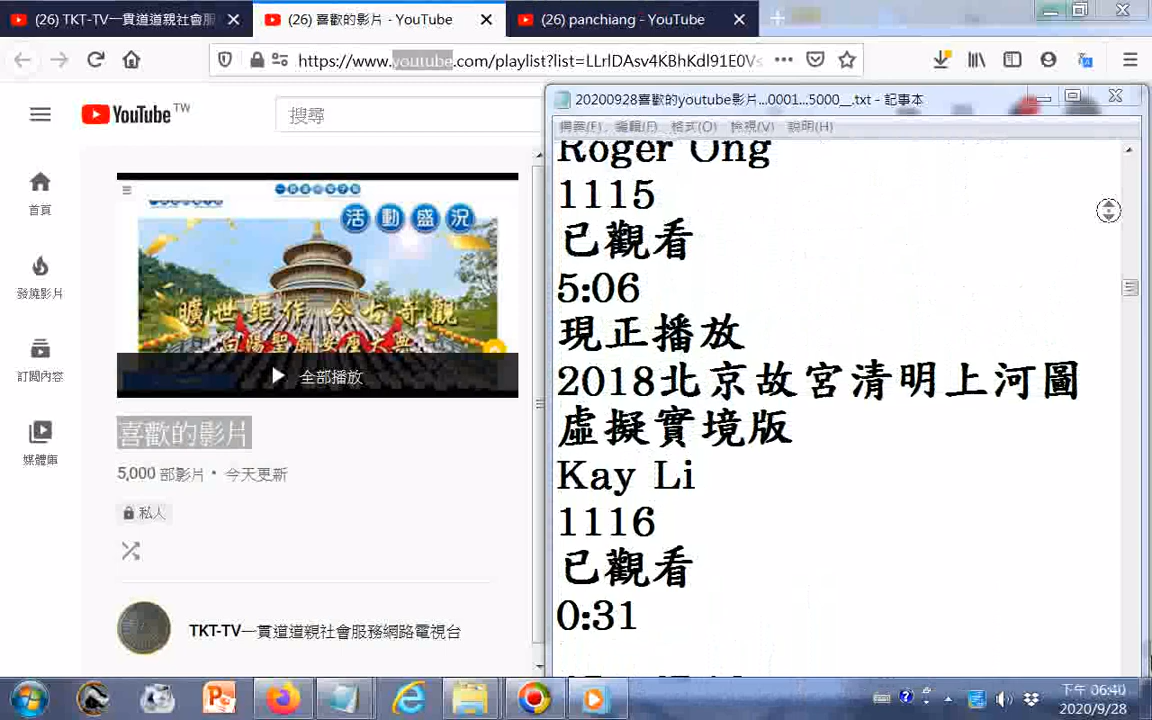 (26) TKT-TV一貫道道親社會服
(26) 喜歡的影片 - YouTube
(26) panchiang - YouTube
https://www.youtube.com/playlist?list=LLrlDAsv4KBhKdl91E0Vs
YouTube TW
搜尋
首頁
發燒影片
訂閱內容
媒體庫
活動盛況
曠世鉅作 今古奇觀
白陽聖廟安座大典
全部播放
喜歡的影片
5,000 部影片 • 今天更新
私人
TKT-TV一貫道道親社會服務網路電視台
20200928喜歡的youtube影片...0001...5000__.txt - 記事本
檔案(F) 編輯(E) 格式(O) 檢視(V) 說明(H)
Roger Ong
1115
已觀看
5:06
現正播放
2018北京故宮清明上河圖
虛擬實境版
Kay Li
1116
已觀看
0:31
下午 06:40
2020/9/28